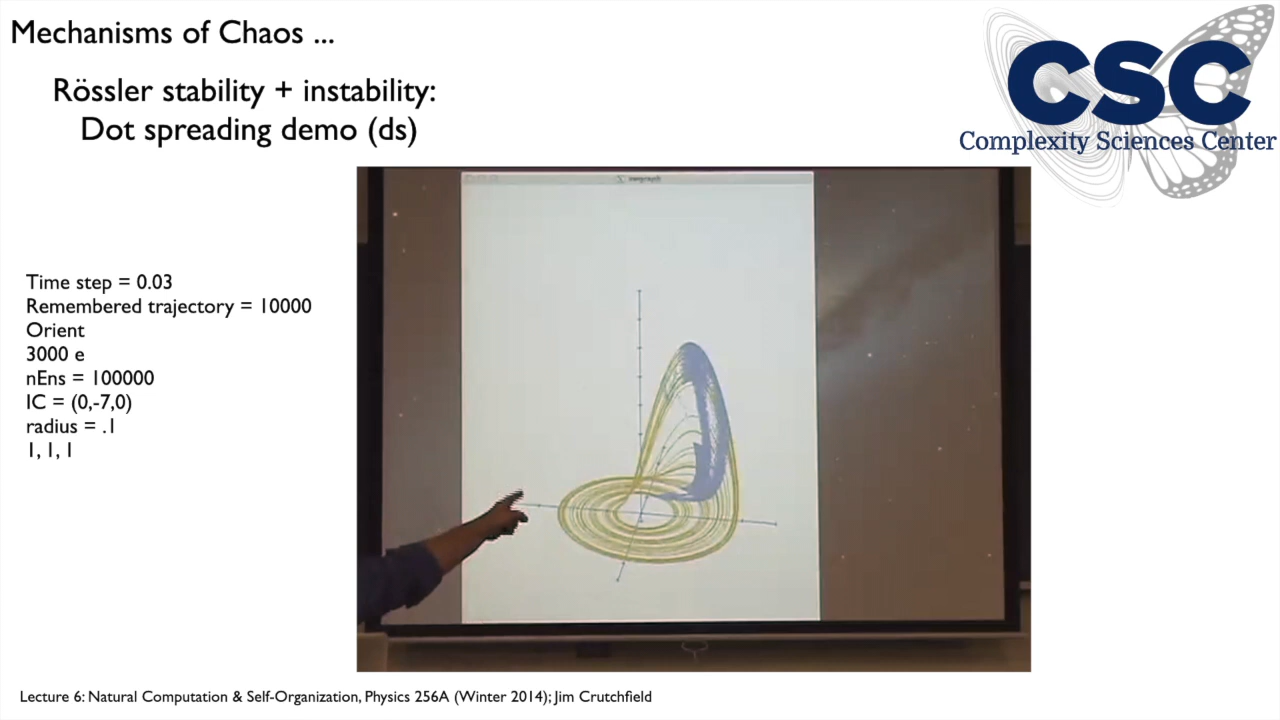 Mechanisms of Chaos ...
Rössler stability + instability:
Dot spreading demo (ds)
CSC
Complexity Sciences Center
Time step = 0.03
Remembered trajectory = 10000
Orient
3000 e
nEns = 100000
IC = (0,-7,0)
radius = .1
1, 1, 1
Lecture 6: Natural Computation & Self-Organization, Physics 256A (Winter 2014); Jim Crutchfield